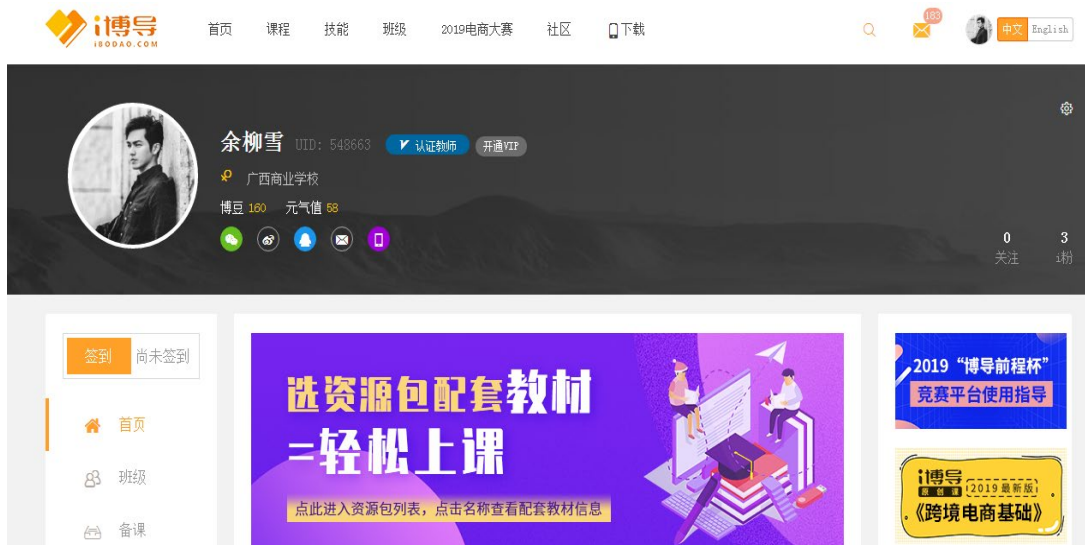 i博导
iBODAO.COM
首页 课程 技能 班级 2019电商大赛 社区 下载
183
中文 English
余柳雪 UID: 548663 V 认证教师 开通VIP
广西商业学校
博豆 160 元气值 58
0 3
关注 i粉
签到 尚未签到
首页
班级
备课
选资源包配套教材
=轻松上课
点此进入资源包列表，点击名称查看配套教材信息
2019“博导前程杯”
竞赛平台使用指导
i博导
原创课 (2019最新版)
《跨境电商基础》